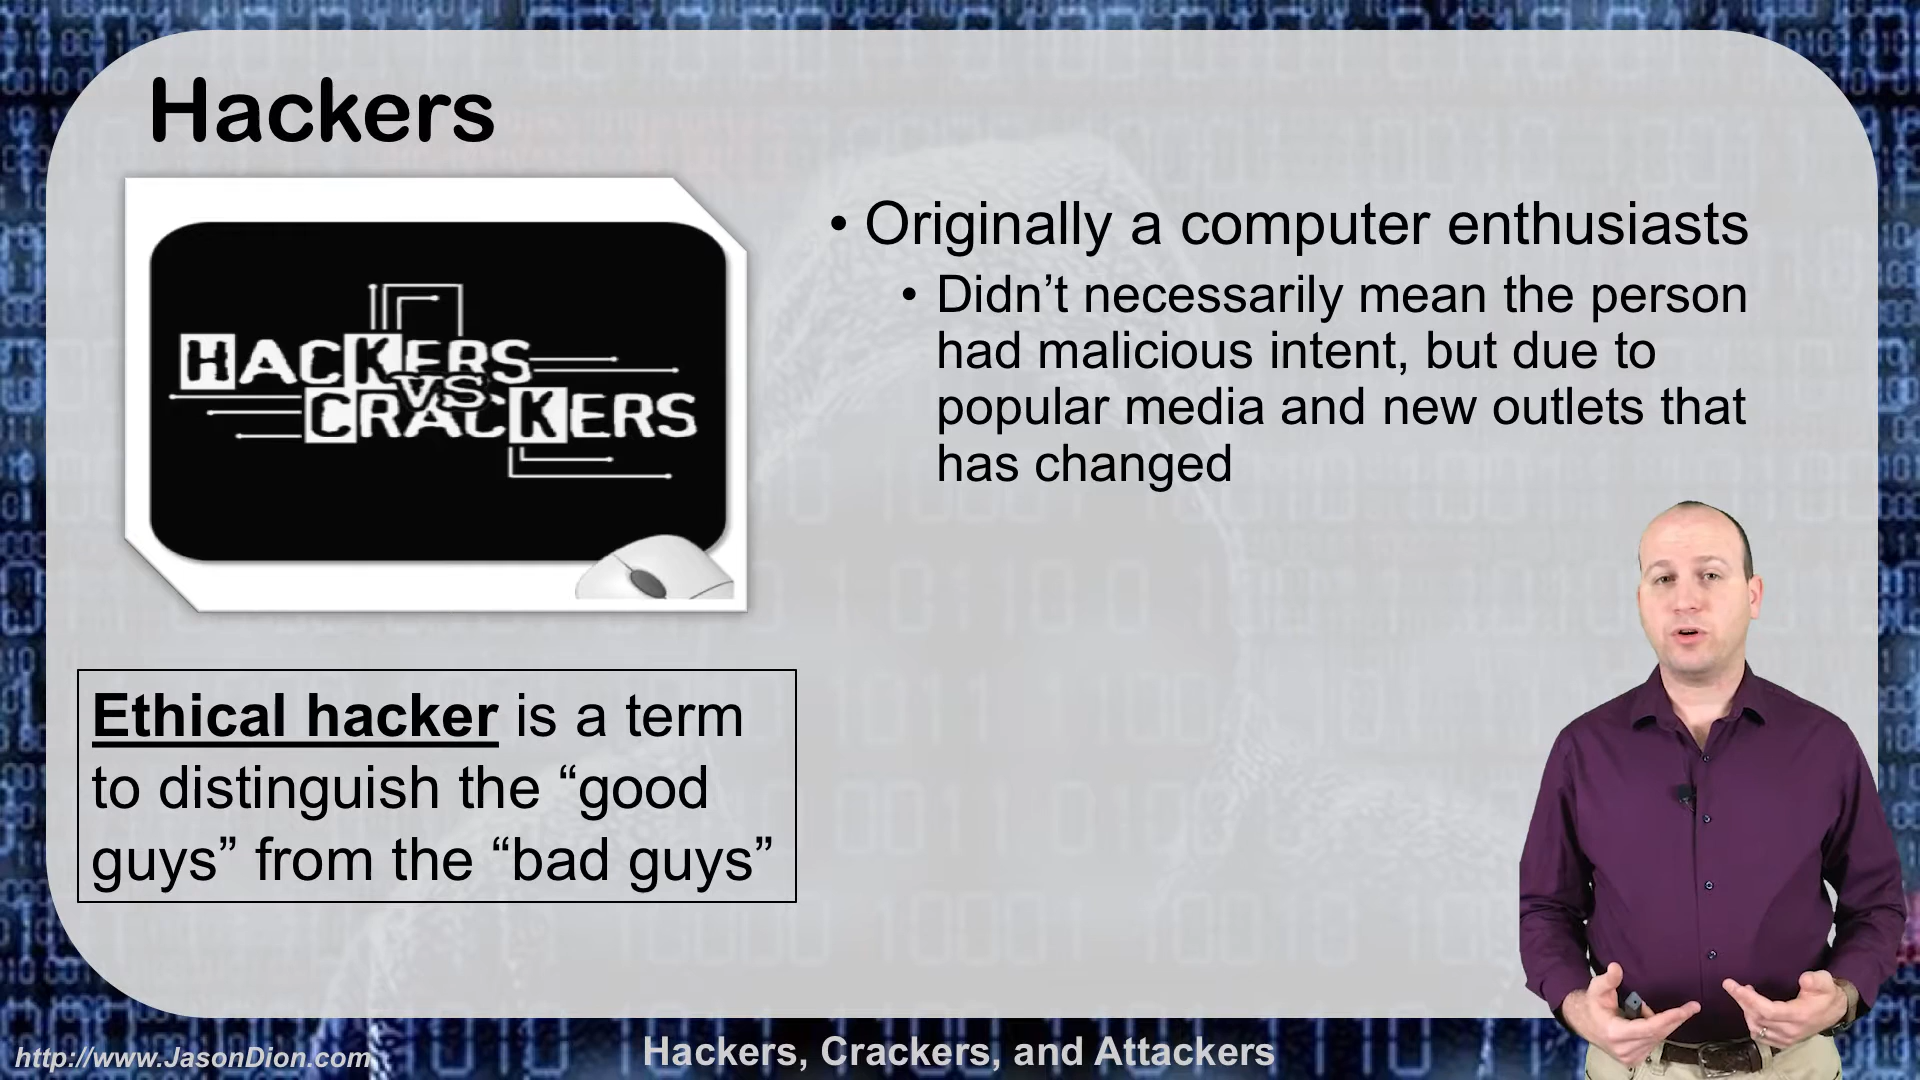 Hackers
HACKERS
VS
CRACKERS
• Originally a computer enthusiasts
• Didn’t necessarily mean the person
had malicious intent, but due to
popular media and new outlets that
has changed
Ethical hacker is a term
to distinguish the “good
guys” from the “bad guys”
http://www.JasonDion.com
Hackers, Crackers, and Attackers